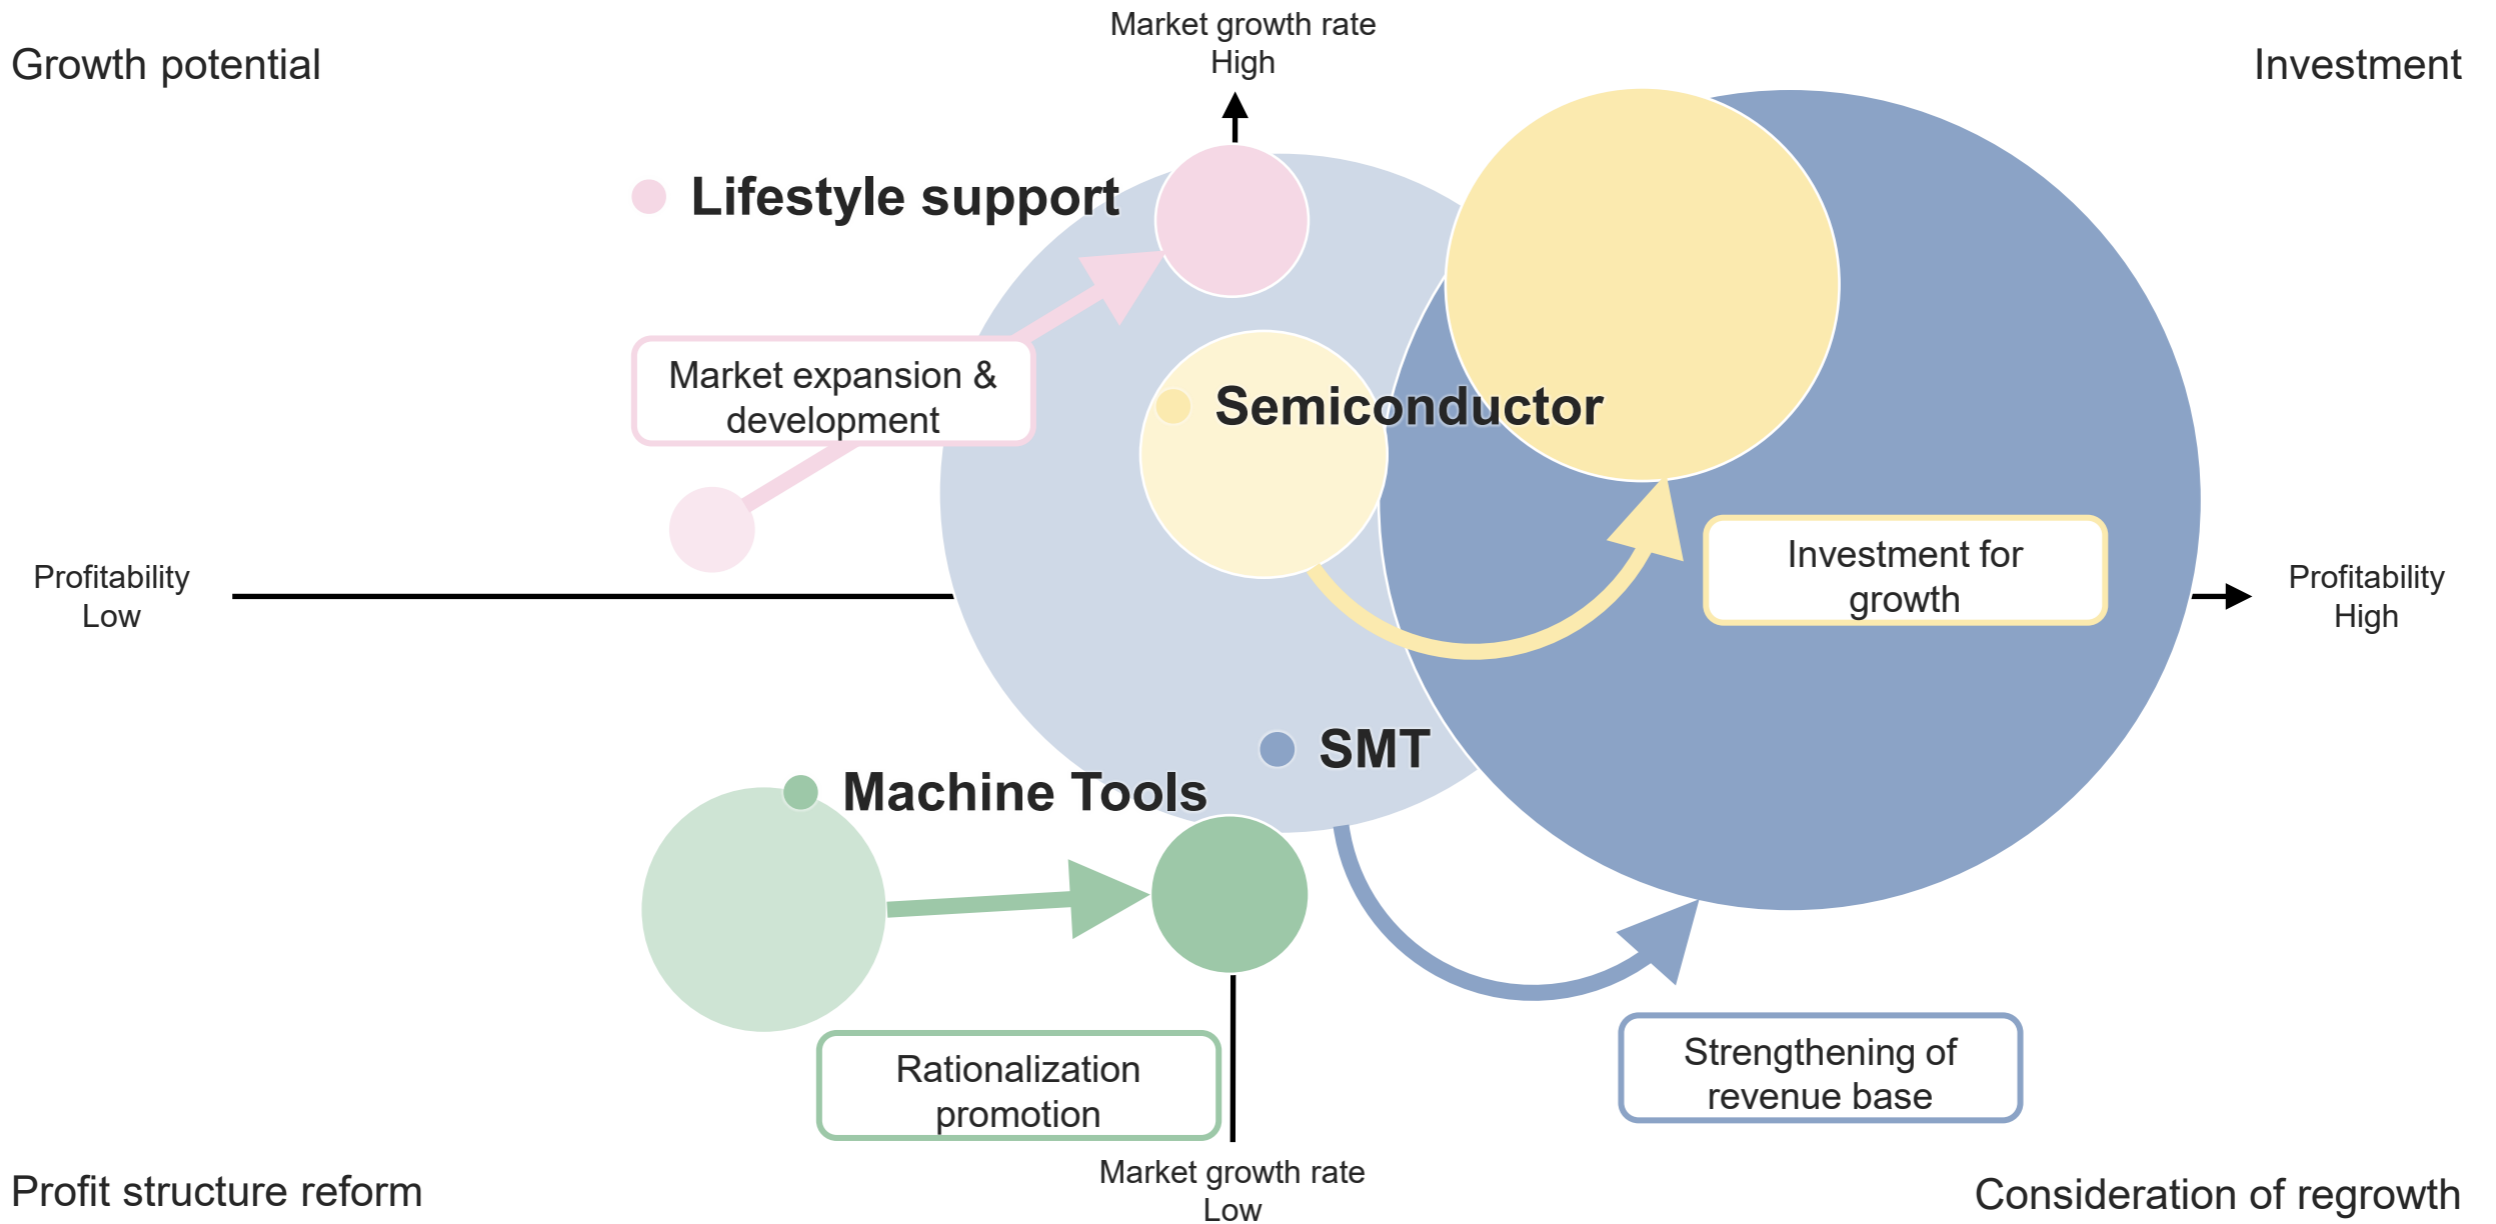 Market growth rate
High
Growth potential
Investment
Lifestyle support
Market expansion &
development
Semiconductor
Investment for
growth
Profitability
Low
Profitability
High
SMT
Machine Tools
Rationalization
promotion
Strengthening of
revenue base
Market growth rate
Low
Profit structure reform
Consideration of regrowth